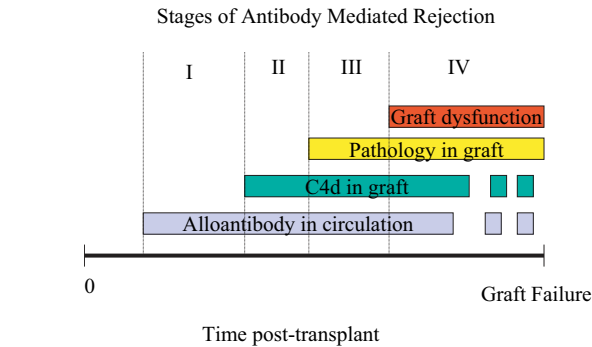 Stages of Antibody Mediated Rejection
I II III IV
Graft dysfunction
Pathology in graft
C4d in graft
Alloantibody in circulation
0
Graft Failure
Time post-transplant